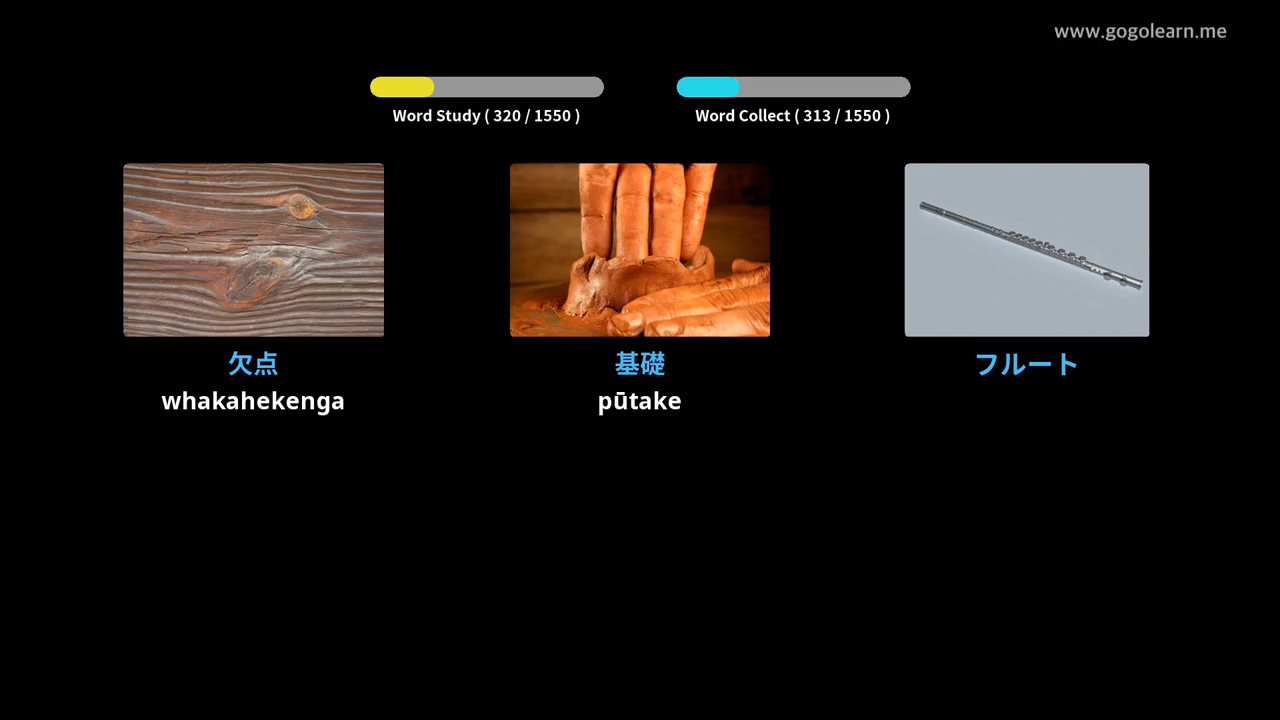 www.gogolearn.me
Word Study ( 320 / 1550 )
Word Collect ( 313 / 1550 )
欠点
基礎
フルート
whakahekenga
pūtake